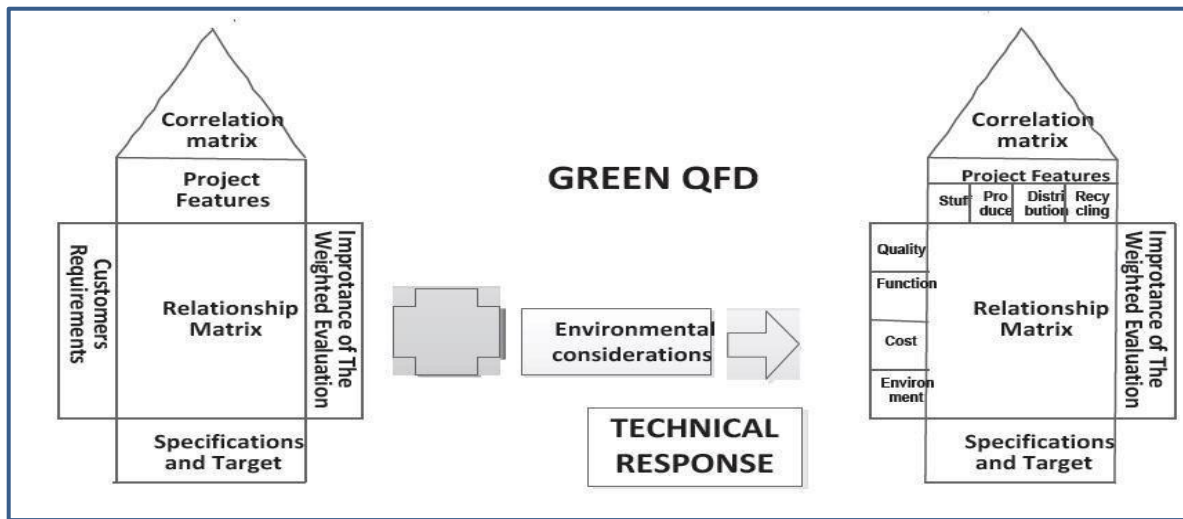 Correlation
matrix
Project
Features
Customers
Requirements
Relationship
Matrix
Improtance of The
Weighted Evaluation
Specifications
and Target
GREEN QFD
Environmental
considerations
TECHNICAL
RESPONSE
Correlation
matrix
Project Features
Stuff
Pro
duce
Distri
bution
Recy
cling
Quality
Function
Cost
Environ
ment
Relationship
Matrix
Improtance of The
Weighted Evaluation
Specifications
and Target